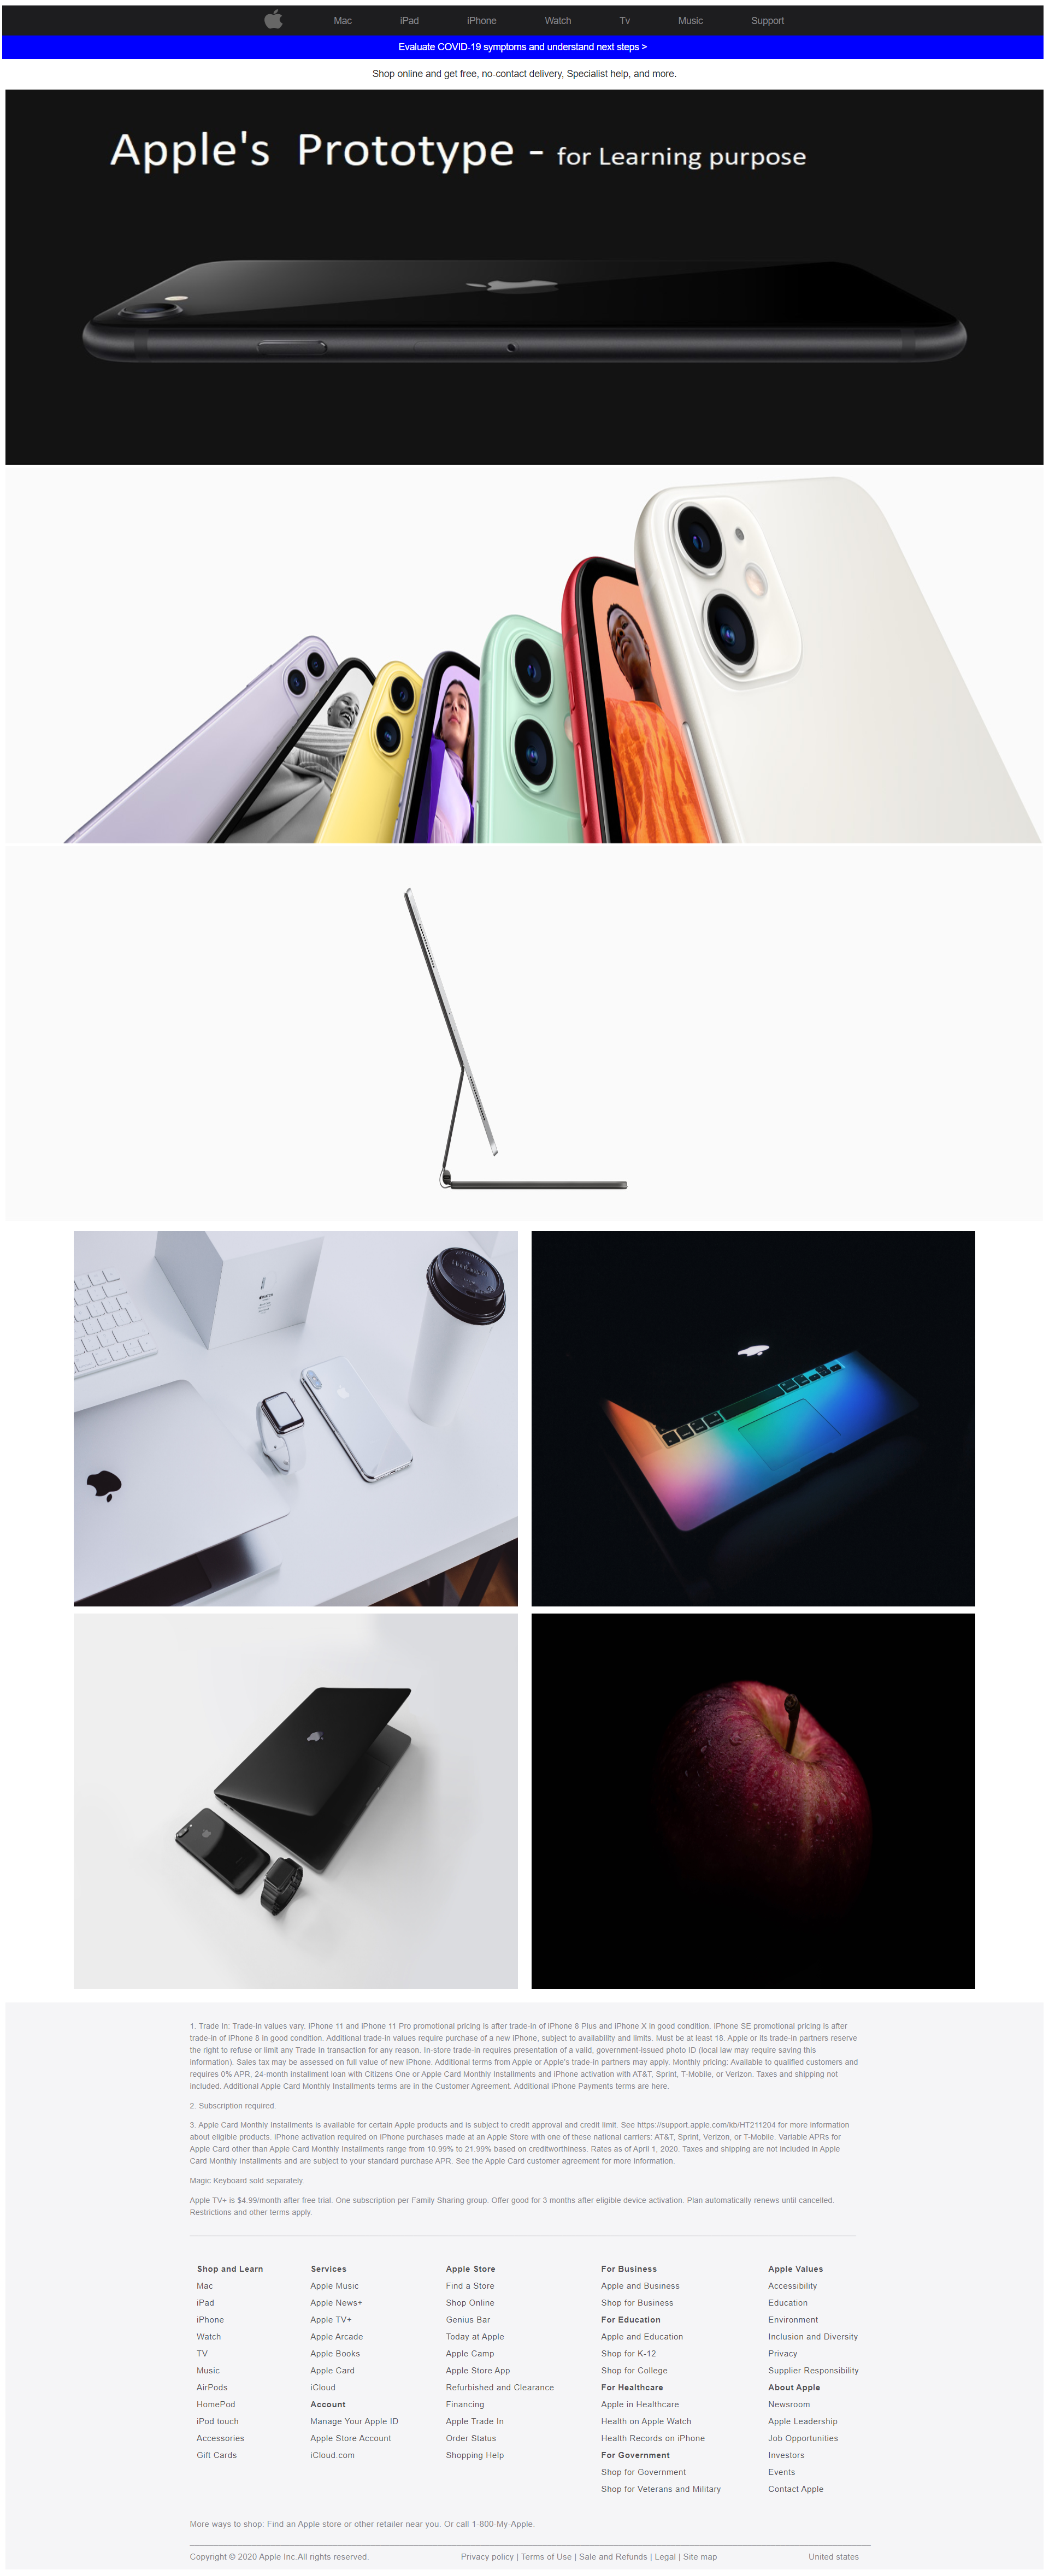 Mac iPad iPhone Watch Tv Music Support
Evaluate COVID-19 symptoms and understand next steps >
Shop online and get free, no-contact delivery, Specialist help, and more.
Apple's Prototype - for Learning purpose
1. Trade In: Trade-in values vary. iPhone 11 and iPhone 11 Pro promotional pricing is after trade-in of iPhone 8 Plus and iPhone X in good condition. iPhone SE promotional pricing is after
trade-in of iPhone 8 in good condition. Additional trade-in values require purchase of a new iPhone, subject to availability and limits. Must be at least 18. Apple or its trade-in partners reserve
the right to refuse or limit any Trade In transaction for any reason. In-store trade-in requires presentation of a valid, government-issued photo ID (local law may require saving this
information). Sales tax may be assessed on full value of new iPhone. Additional terms from Apple or Apple's trade-in partners may apply. Monthly pricing: Available to qualified customers and
requires 0% APR, 24-month installment loan with Citizens One or Apple Card Monthly Installments and iPhone activation with AT&T, Sprint, T-Mobile, or Verizon. Taxes and shipping not
included. Additional Apple Card Monthly Installments terms are in the Customer Agreement. Additional iPhone Payments terms are here.
2. Subscription required.
3. Apple Card Monthly Installments is available for certain Apple products and is subject to credit approval and credit limit. See https://support.apple.com/kb/HT211204 for more information
about eligible products. iPhone activation required on iPhone purchases made at an Apple Store with one of these national carriers: AT&T, Sprint, Verizon, or T-Mobile. Variable APRs for
Apple Card other than Apple Card Monthly Installments range from 10.99% to 21.99% based on creditworthiness. Rates as of April 1, 2020. Taxes and shipping are not included in Apple
Card Monthly Installments and are subject to your standard purchase APR. See the Apple Card customer agreement for more information.
Magic Keyboard sold separately.
Apple TV+ is $4.99/month after free trial. One subscription per Family Sharing group. Offer good for 3 months after eligible device activation. Plan automatically renews until cancelled.
Restrictions and other terms apply.
Shop and Learn
Mac
iPad
iPhone
Watch
TV
Music
AirPods
HomePod
iPod touch
Accessories
Gift Cards
Services
Apple Music
Apple News+
Apple TV+
Apple Arcade
Apple Books
Apple Card
iCloud
Account
Manage Your Apple ID
Apple Store Account
iCloud.com
Apple Store
Find a Store
Shop Online
Genius Bar
Today at Apple
Apple Camp
Apple Store App
Refurbished and Clearance
Financing
Apple Trade In
Order Status
Shopping Help
For Business
Apple and Business
Shop for Business
For Education
Apple and Education
Shop for K-12
Shop for College
For Healthcare
Apple in Healthcare
Health on Apple Watch
Health Records on iPhone
For Government
Shop for Government
Shop for Veterans and Military
Apple Values
Accessibility
Education
Environment
Inclusion and Diversity
Privacy
Supplier Responsibility
About Apple
Newsroom
Apple Leadership
Job Opportunities
Investors
Events
Contact Apple
More ways to shop: Find an Apple store or other retailer near you. Or call 1-800-My-Apple.
Copyright © 2020 Apple Inc.All rights reserved. Privacy policy | Terms of Use | Sale and Refunds | Legal | Site map United states